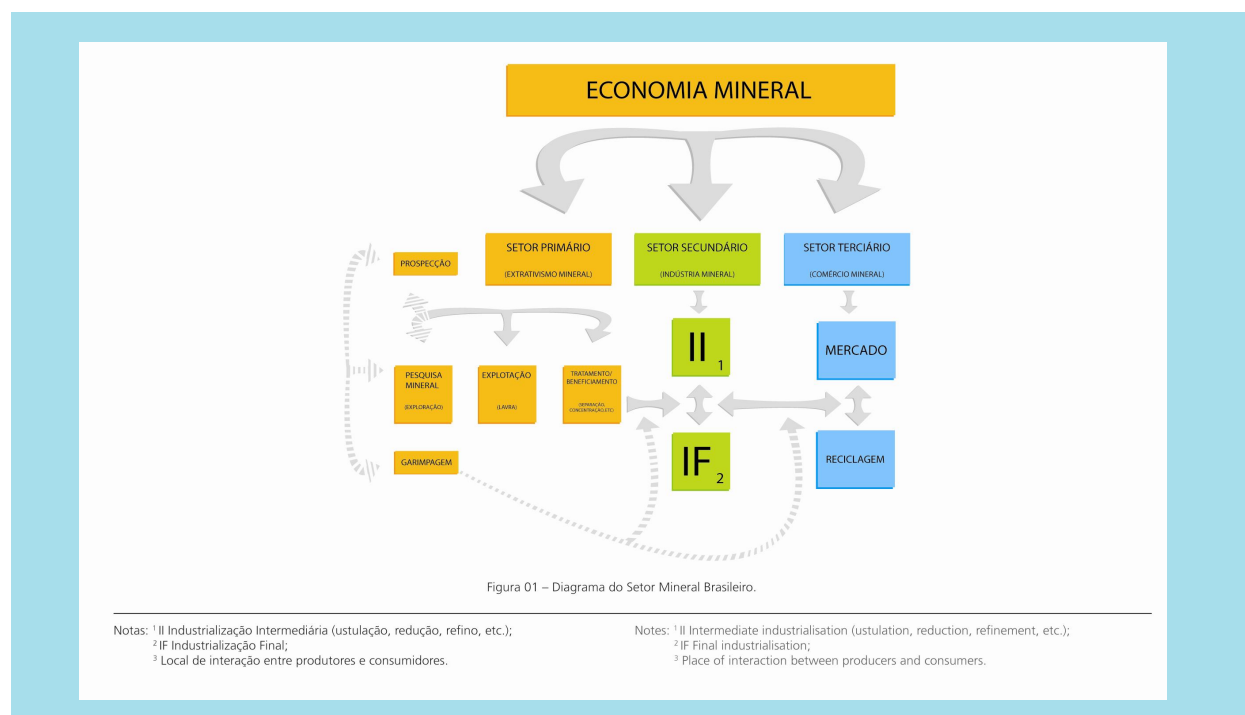 ECONOMIA MINERAL
SETOR PRIMÁRIO
(EXTRATIVISMO MINERAL)
SETOR SECUNDÁRIO
(INDÚSTRIA MINERAL)
SETOR TERCIÁRIO
(COMÉRCIO MINERAL)
PROSPECÇÃO
PESQUISA
MINERAL
(EXPLORAÇÃO)
EXPLOTAÇÃO
(LAVRA)
TRATAMENTO/
BENEFICIAMENTO
(SEPARAÇÃO,
CONCENTRAÇÃO, ETC)
GARIMPAGEM
II 1
IF 2
MERCADO
RECICLAGEM
Figura 01 – Diagrama do Setor Mineral Brasileiro.
Notas: ¹ II Industrialização Intermediária (ustulação, redução, refino, etc.);
² IF Industrialização Final;
³ Local de interação entre produtores e consumidores.
Notes: ¹ II Intermediate industrialisation (ustulation, reduction, refinement, etc.);
² IF Final industrialisation;
³ Place of interaction between producers and consumers.